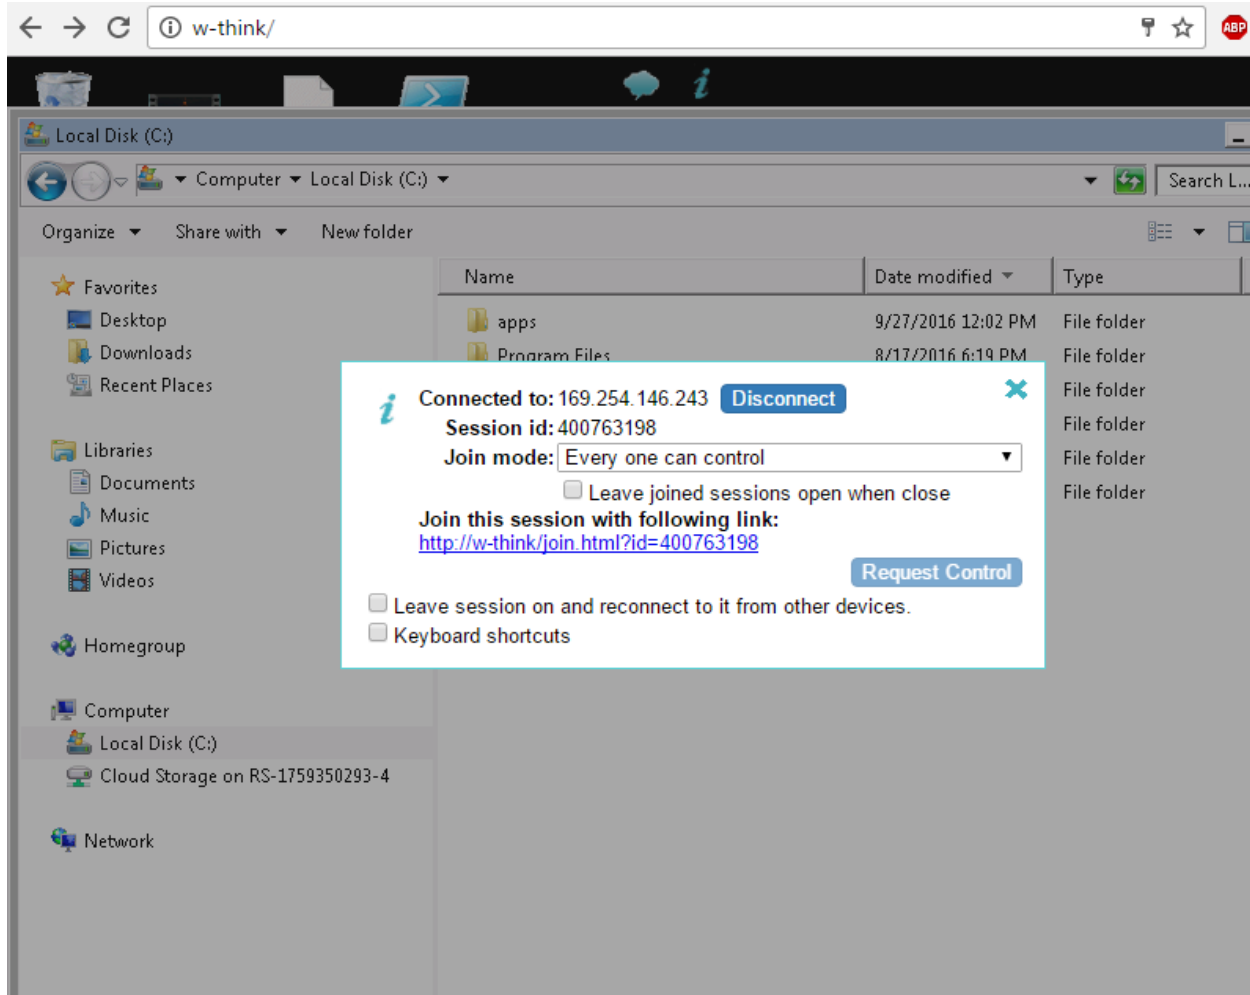 w-think/
ABP
Local Disk (C:)
Computer Local Disk (C:)
Search L...
Organize Share with New folder
Name Date modified Type
Favorites
Desktop
Downloads
Recent Places
Libraries
Documents
Music
Pictures
Videos
Homegroup
Computer
Local Disk (C:)
Cloud Storage on RS-1759350293-4
Network
apps 9/27/2016 12:02 PM File folder
Program Files 8/17/2016 6:19 PM File folder
File folder
File folder
File folder
File folder
Connected to: 169.254.146.243 Disconnect
Session id: 400763198
Join mode: Every one can control
Leave joined sessions open when close
Join this session with following link:
http://w-think/join.html?id=400763198
Request Control
Leave session on and reconnect to it from other devices.
Keyboard shortcuts